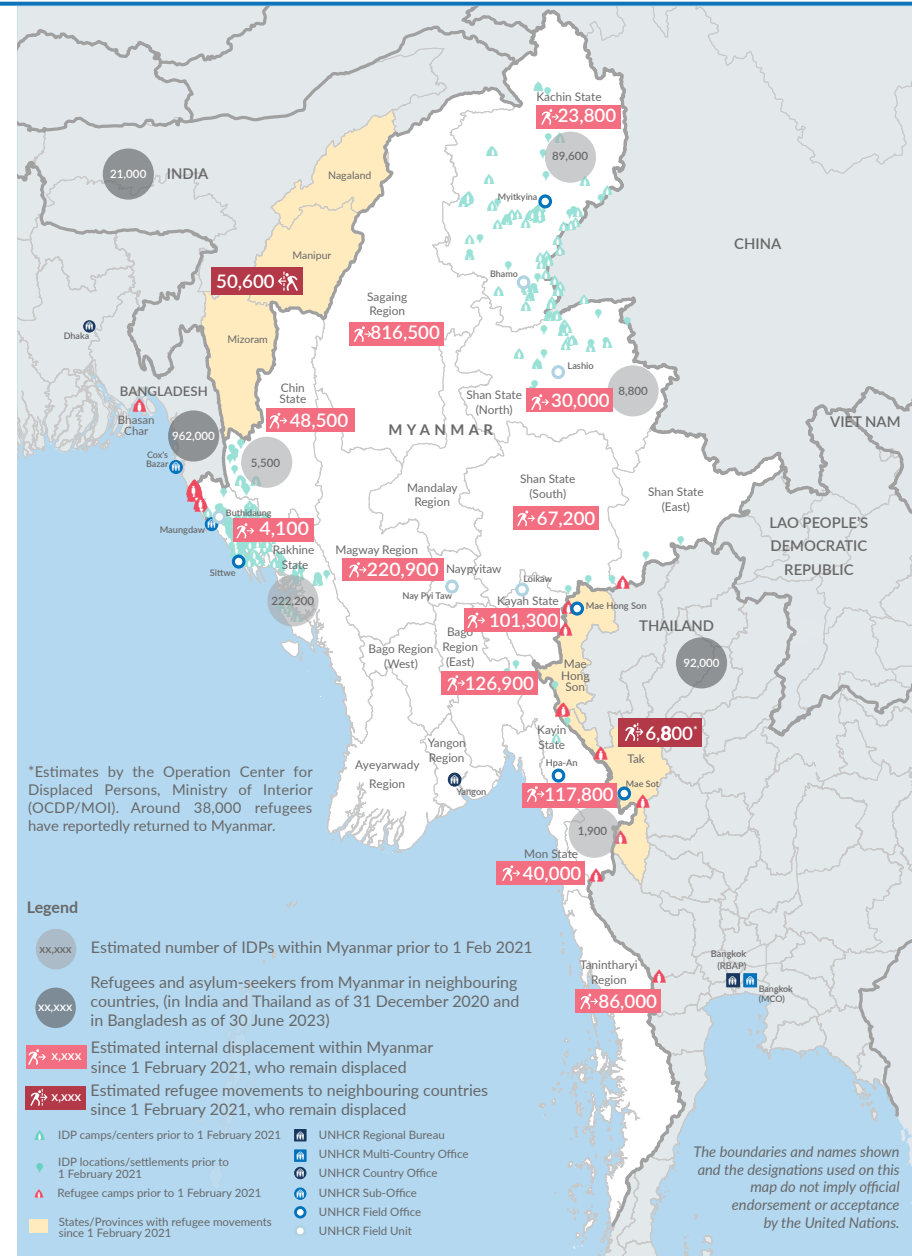 Kachin State
23,800
89,600
21,000
INDIA
Nagaland
Myitkyina
CHINA
Manipur
50,600
Bhamo
Sagaing
Region
816,500
Dhaka
Mizoram
Lashio
BANGLADESH
Chin
State
Shan State
(North)
30,000
8,800
Bhasan
Char
48,500
MYANMAR
VIET NAM
962,000
Cox's
Bazar
5,500
Mandalay
Region
Shan State
(South)
Shan State
(East)
67,200
Buthidaung
Maungdaw
4,100
LAO PEOPLE'S
DEMOCRATIC
REPUBLIC
Rakhine
State
Magway Region
220,900
Naypyitaw
Sittwe
Nay Pyi Taw
Loikaw
222,200
Kayah State
101,300
Mae Hong Son
THAILAND
92,000
Bago Region
(West)
Bago
Region
(East)
126,900
Mae
Hong
Son
6,800*
Kayin
State
Tak
Yangon
Region
Ayeyarwady
Region
Hpa-An
Yangon
Mae Sot
117,800
*Estimates by the Operation Center for
Displaced Persons, Ministry of Interior
(OCDP/MOI). Around 38,000 refugees
have reportedly returned to Myanmar.
1,900
Mon State
40,000
Tanintharyi
Region
86,000
Bangkok
(RBAP)
Bangkok
(MCO)
Legend
xx,xxx
Estimated number of IDPs within Myanmar prior to 1 Feb 2021
xx,xxx
Refugees and asylum-seekers from Myanmar in neighbouring
countries, (in India and Thailand as of 31 December 2020 and
in Bangladesh as of 30 June 2023)
x,xxx
Estimated internal displacement within Myanmar
since 1 February 2021, who remain displaced
x,xxx
Estimated refugee movements to neighbouring countries
since 1 February 2021, who remain displaced
IDP camps/centers prior to 1 February 2021
IDP locations/settlements prior to
1 February 2021
Refugee camps prior to 1 February 2021
States/Provinces with refugee movements
since 1 February 2021
UNHCR Regional Bureau
UNHCR Multi-Country Office
UNHCR Country Office
UNHCR Sub-Office
UNHCR Field Office
UNHCR Field Unit
The boundaries and names shown
and the designations used on this
map do not imply official
endorsement or acceptance
by the United Nations.